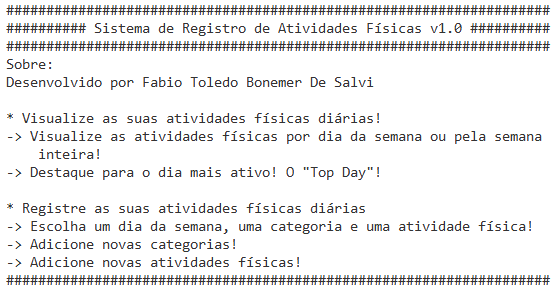 ####################################################################
########## Sistema de Registro de Atividades Físicas v1.0 ##########
####################################################################
Sobre:
Desenvolvido por Fabio Toledo Bonemer De Salvi
* Visualize as suas atividades físicas diárias!
-> Visualize as atividades físicas por dia da semana ou pela semana
inteira!
-> Destaque para o dia mais ativo! O "Top Day"!
* Registre as suas atividades físicas diárias
-> Escolha um dia da semana, uma categoria e uma atividade física!
-> Adicione novas categorias!
-> Adicione novas atividades físicas!
####################################################################